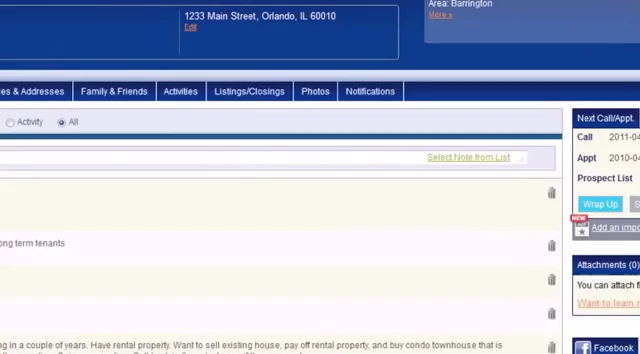 Area: Barrington
1233 Main Street, Orlando, IL 60010
More »
Edit
es & Addresses
Family & Friends
Activities
Listings/Closings
Photos
Notifications
Next Call/Appt.
Activity
All
Call 2011-04
Select Note from List
Appt 2010-04
Prospect List
Wrap Up
S
NEW
Add an impo
ong term tenants
Attachments (0)
You can attach f
Want to learn
ng in a couple of years. Have rental property. Want to sell existing house, pay off rental property, and buy condo townhouse that is
Facebook